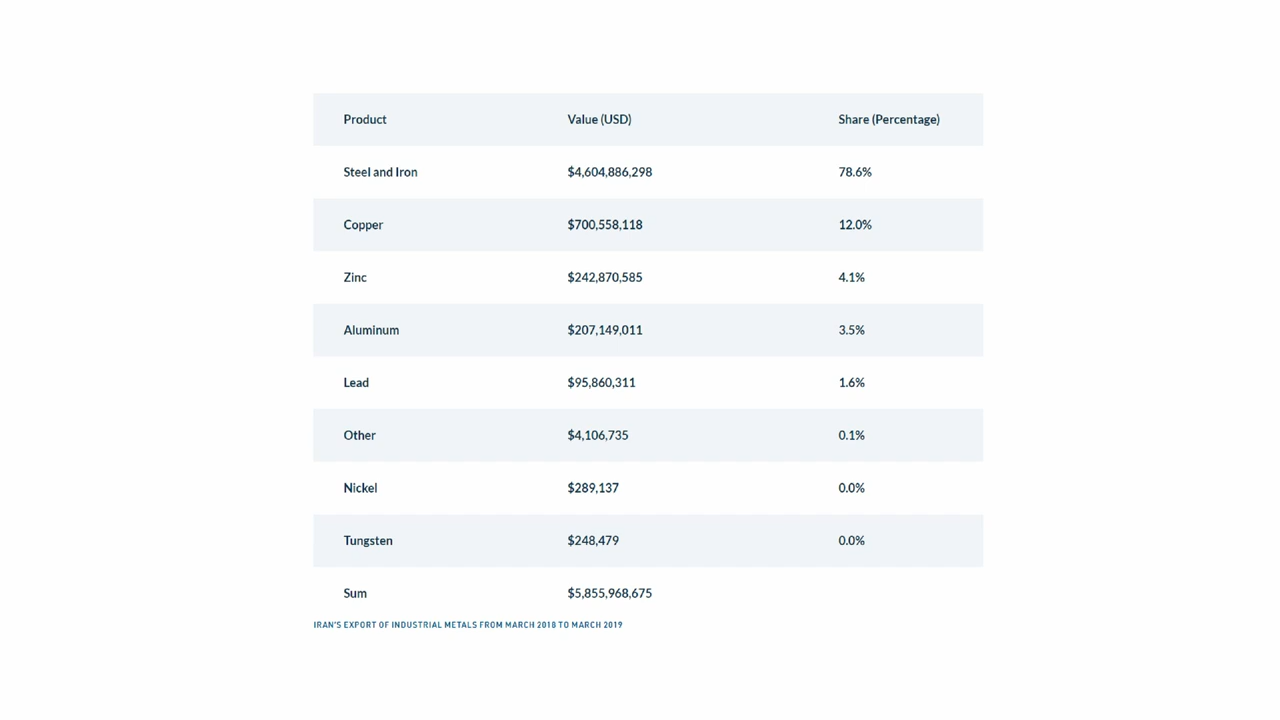 Product Value (USD) Share (Percentage)
Steel and Iron $4,604,886,298 78.6%
Copper $700,558,118 12.0%
Zinc $242,870,585 4.1%
Aluminum $207,149,011 3.5%
Lead $95,860,311 1.6%
Other $4,106,735 0.1%
Nickel $289,137 0.0%
Tungsten $248,479 0.0%
Sum $5,855,968,675
IRAN'S EXPORT OF INDUSTRIAL METALS FROM MARCH 2018 TO MARCH 2019